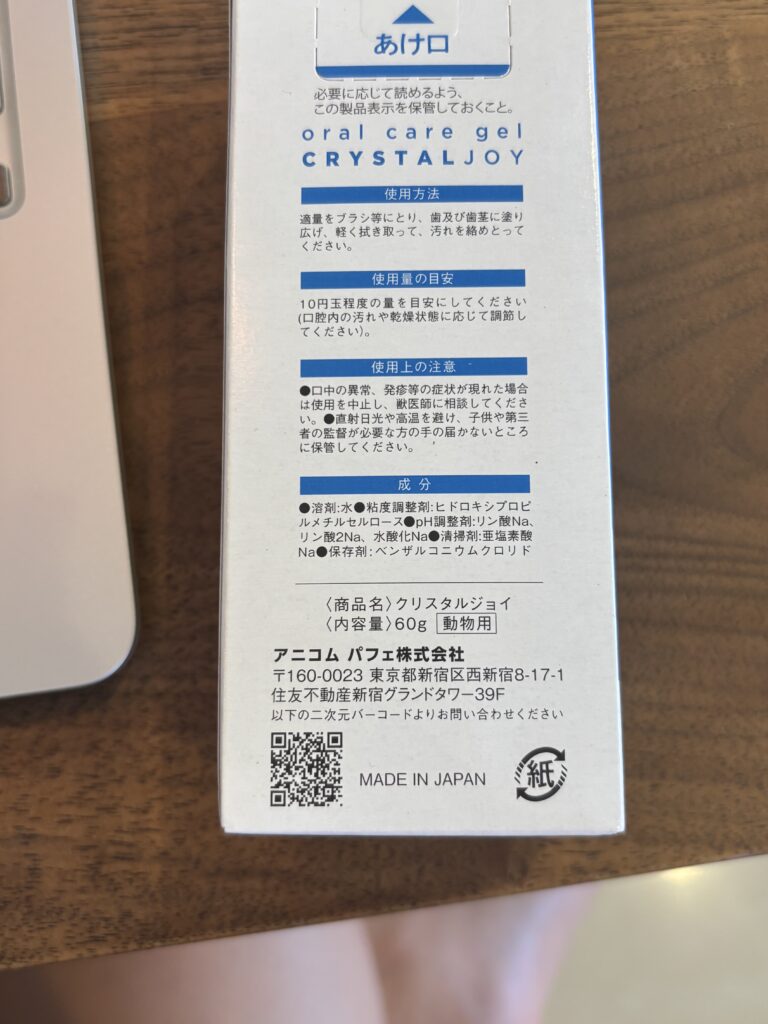 あけ口
必要に応じて読めるよう、
この製品表示を保管しておくこと。
oral care gel
CRYSTALJOY
使用方法
適量をブラシ等にとり、歯及び歯茎に塗り
広げ、軽く拭き取って、汚れを絡めとって
ください。
使用量の目安
10円玉程度の量を目安にしてください
(口腔内の汚れや乾燥状態に応じて調節し
てください)。
使用上の注意
●口中の異常、発疹等の症状が現れた場合
は使用を中止し、獣医師に相談してくださ
い。●直射日光や高温を避け、子供や第三
者の監督が必要な方の手の届かないところ
に保管してください。
成分
●溶剤:水●粘度調整剤:ヒドロキシプロピ
ルメチルセルロース●pH調整剤:リン酸Na、
リン酸2Na、水酸化Na●清掃剤:亜塩素酸
Na●保存剤:ベンザルコニウムクロリド
〈商品名〉クリスタルジョイ
〈内容量〉60g 動物用
アニコム パフェ株式会社
〒160-0023 東京都新宿区西新宿8-17-1
住友不動産新宿グランドタワー39F
以下の二次元バーコードよりお問い合わせください
MADE IN JAPAN
紙